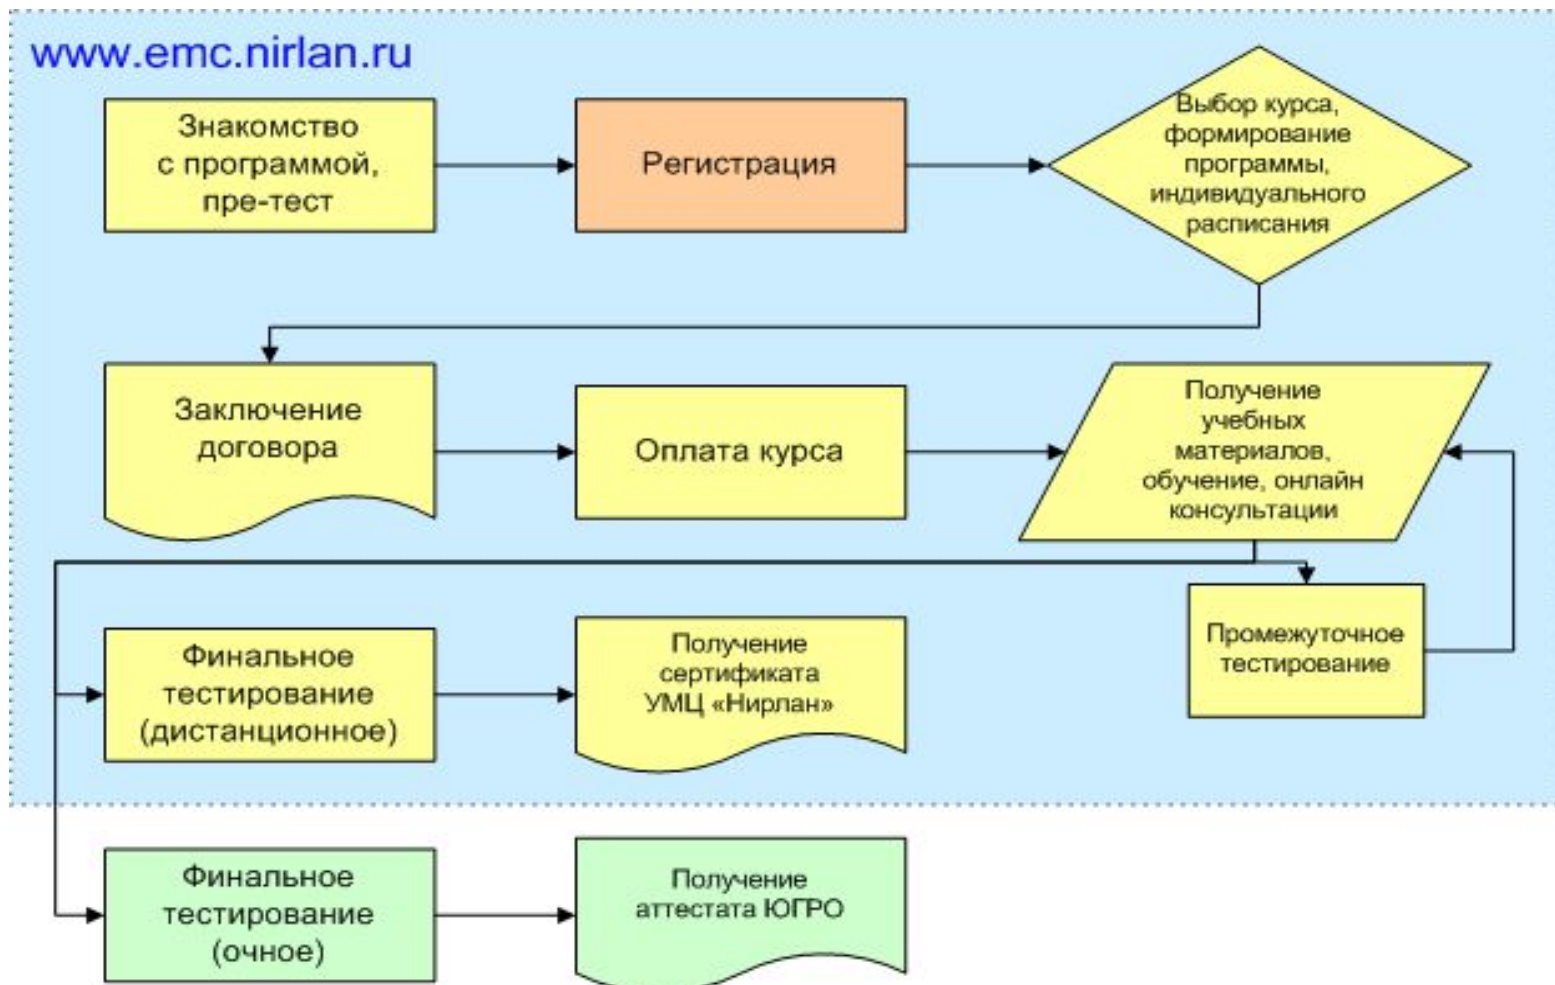 www.emc.nirlan.ru
Знакомство
с программой,
пре-тест
Регистрация
Выбор курса,
формирование
программы,
индивидуального
расписания
Заключение
договора
Оплата курса
Получение
учебных
материалов,
обучение, онлайн
консультации
Промежуточное
тестирование
Финальное
тестирование
(дистанционное)
Получение
сертификата
УМЦ «Нирлан»
Финальное
тестирование
(очное)
Получение
аттестата ЮГРО